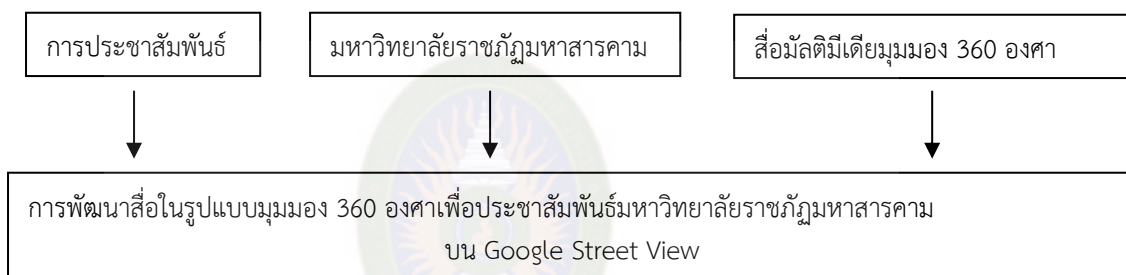 การประชาสัมพันธ์
มหาวิทยาลัยราชภัฏมหาสารคาม
สื่อมัลติมีเดียมุมมอง 360 องศา
การพัฒนาสื่อในรูปแบบมุมมอง 360 องศาเพื่อประชาสัมพันธ์มหาวิทยาลัยราชภัฏมหาสารคาม
บน Google Street View